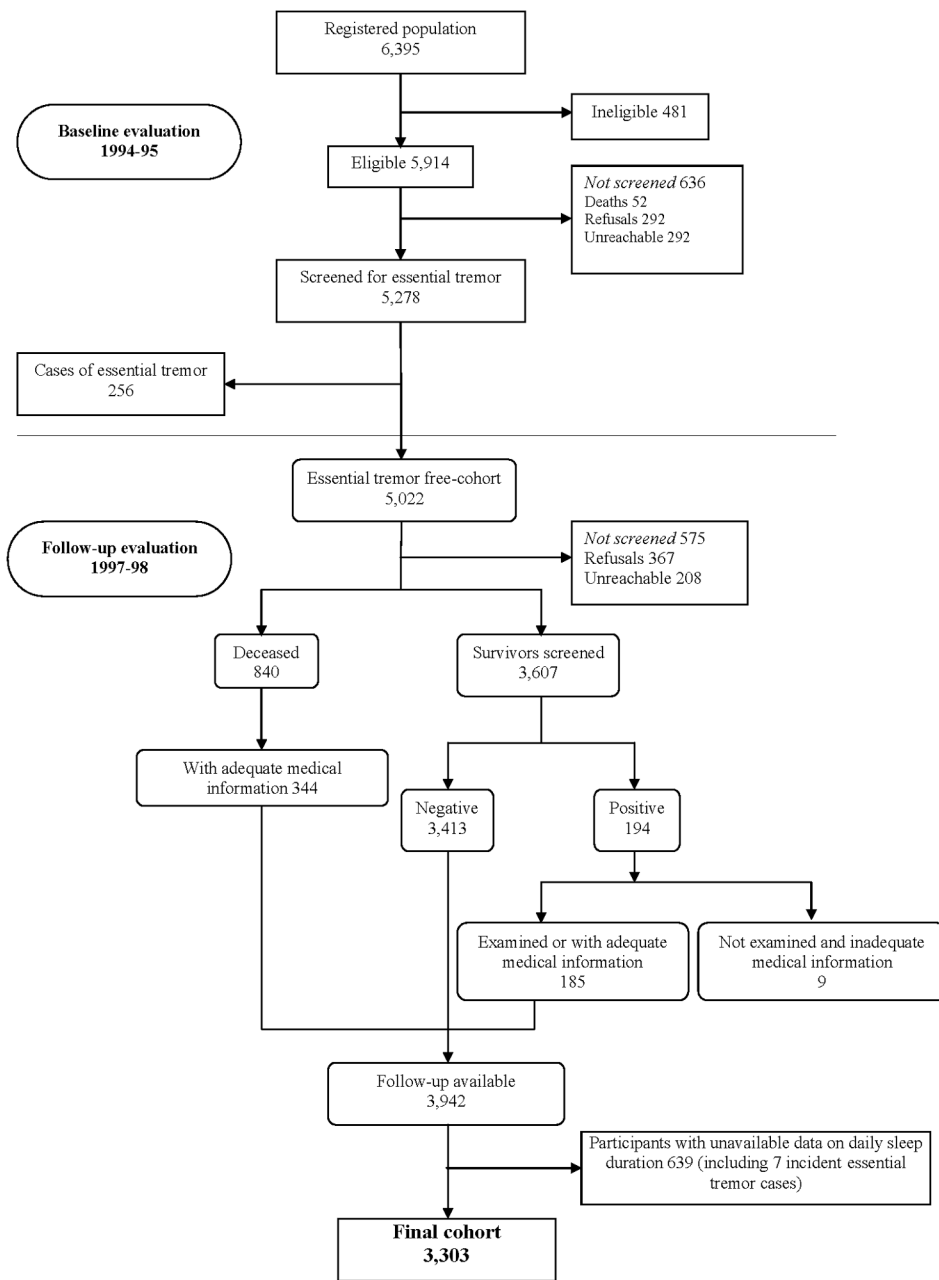 Registered population
6,395
Ineligible 481
Baseline evaluation
1994-95
Eligible 5,914
Not screened 636
Deaths 52
Refusals 292
Unreachable 292
Screened for essential tremor
5,278
Cases of essential tremor
256
Essential tremor free-cohort
5,022
Follow-up evaluation
1997-98
Not screened 575
Refusals 367
Unreachable 208
Deceased
840
Survivors screened
3,607
With adequate medical
information 344
Negative
3,413
Positive
194
Examined or with adequate
medical information
185
Not examined and inadequate
medical information
9
Follow-up available
3,942
Participants with unavailable data on daily sleep
duration 639 (including 7 incident essential
tremor cases)
Final cohort
3,303